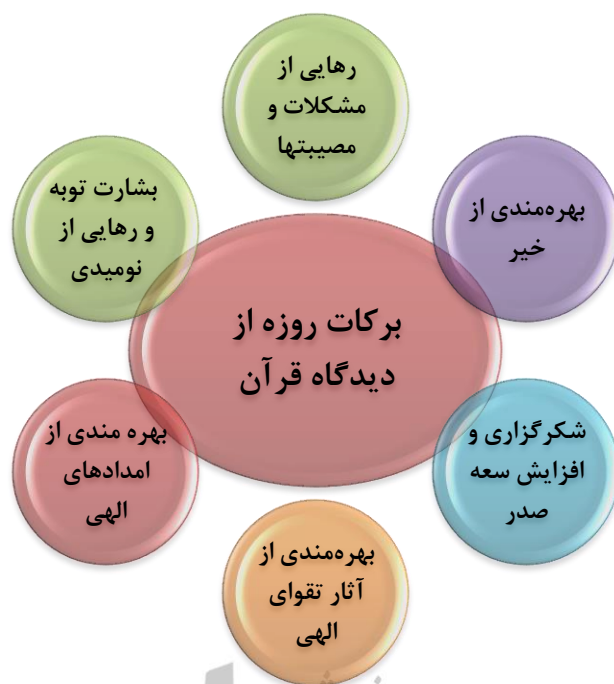 برکات روزه از
دیدگاه قرآن
رهایی از
مشکلات و
مصیبتها
بهره‌مندی از
خیر
شکرگزاری و
افزایش سعه
صدر
بهره‌مندی از
آثار تقوای
الهی
بهره مندی از
امدادهای
الهی
بشارت توبه
و رهایی از
نومیدی